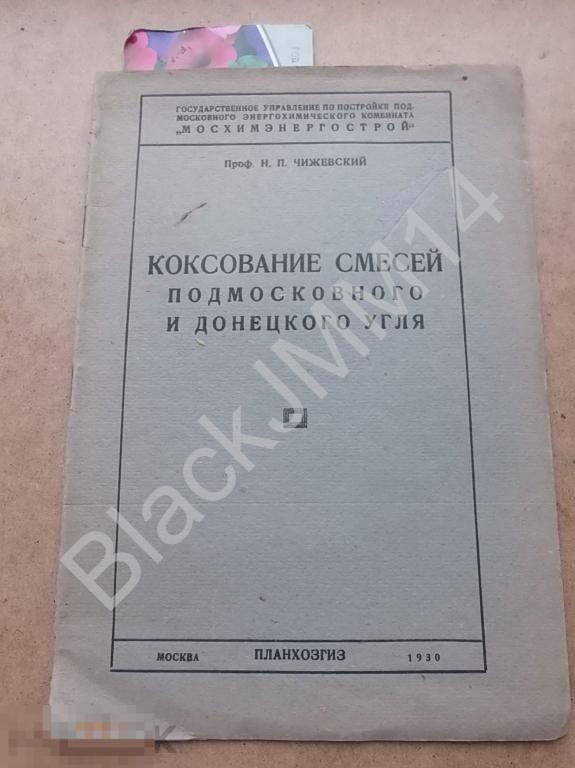 ГОСУДАРСТВЕННОЕ УПРАВЛЕНИЕ ПО ПОСТРОЙКЕ ПОД-
МОСКОВНОГО ЭНЕРГОХИМИЧЕСКОГО КОМБИНАТА
„МОСХИМЭНЕРГОСТРОЙ“
Проф. Н. П. ЧИЖЕВСКИЙ
КОКСОВАНИЕ СМЕСЕЙ
ПОДМОСКОВНОГО
И ДОНЕЦКОГО УГЛЯ
BlackJMM14
МОСКВА ПЛАНХОЗГИЗ 1930